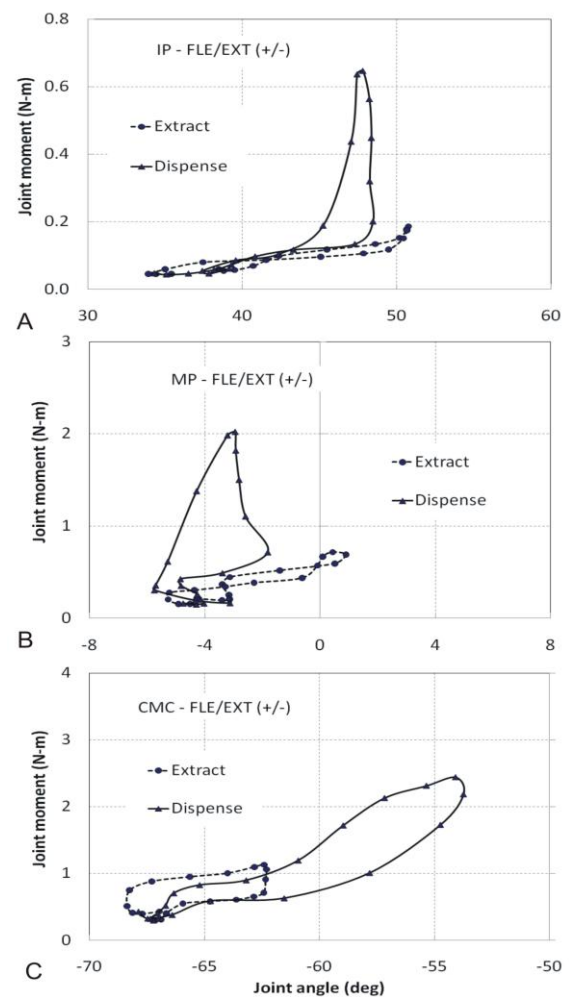 0.8
IP - FLE/EXT (+/-)
0.6
Extract
0.4
Dispense
0.2
0.0
30 40 50 60
Joint moment (N-m)
A
3
MP - FLE/EXT (+/-)
2
Extract
Dispense
1
0
-8 -4 0 4 8
Joint moment (N-m)
B
4
CMC - FLE/EXT (+/-)
3
Extract
Dispense
2
1
0
-70 -65 -60 -55 -50
Joint moment (N-m)
C
Joint angle (deg)